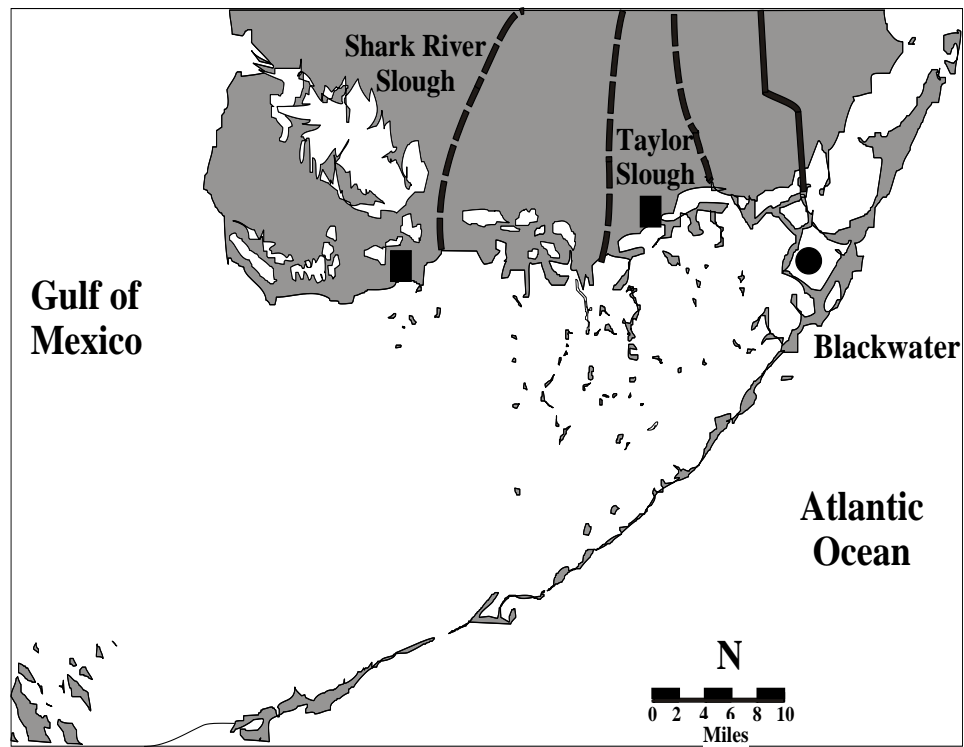 Shark River
Slough
Taylor
Slough
Gulf of
Mexico
Blackwater
Atlantic
Ocean
N
0 2 4 6 8 10
Miles